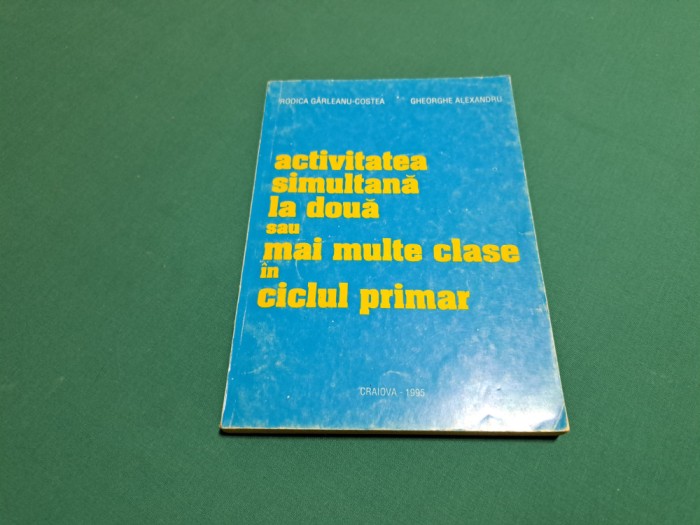 RODICA GÂRLEANU-COSTEA GHEORGHE ALEXANDRU
activitatea
simultană
la două
sau
mai multe clase
în
ciclul primar
CRAIOVA - 1995